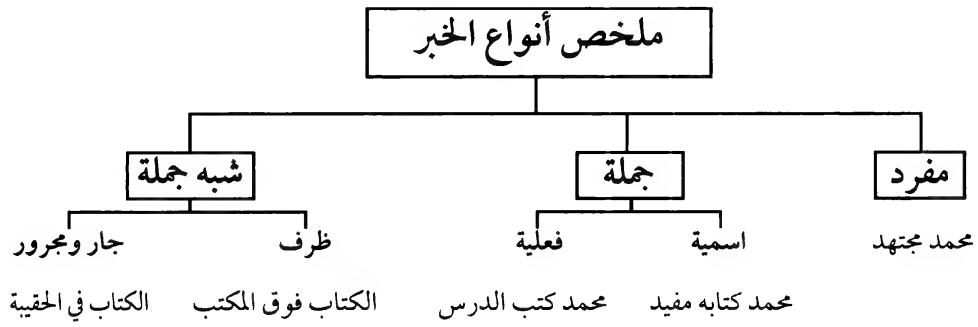 ملخص أنواع الخبر
مفرد جملة شبه جملة
محمد مجتهد اسمية فعلية ظرف جار ومجرور
محمد كتابه مفيد محمد كتب الدرس الكتاب فوق المكتب الكتاب في الحقيبة